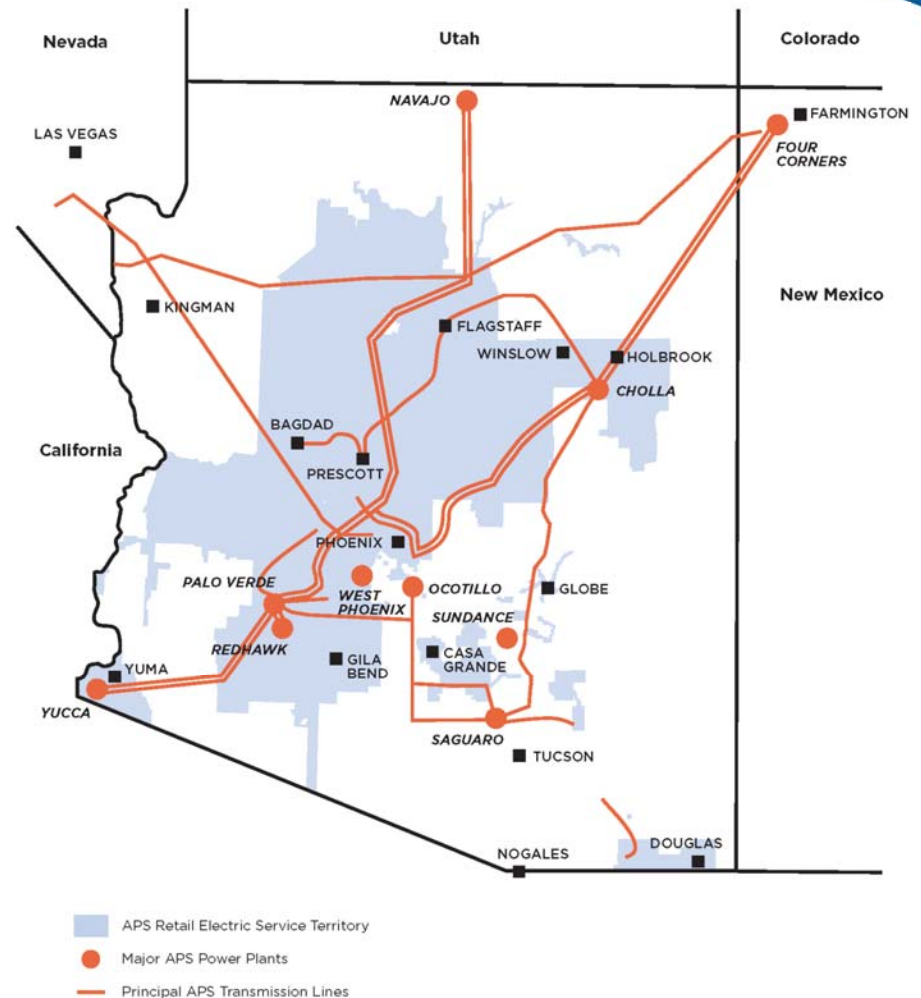 Nevada
Utah
Colorado
NAVAJO
FARMINGTON
LAS VEGAS
FOUR
CORNERS
New Mexico
KINGMAN
FLAGSTAFF
WINSLOW
HOLBROOK
CHOLLA
BAGDAD
California
PRESCOTT
PHOENIX
PALO VERDE
WEST
PHOENIX
OCOTILLO
GLOBE
SUNDANCE
REDHAWK
GILA
BEND
CASA
GRANDE
YUMA
YUCCA
SAGUARO
TUCSON
NOGALES
DOUGLAS
APS Retail Electric Service Territory
Major APS Power Plants
Principal APS Transmission Lines